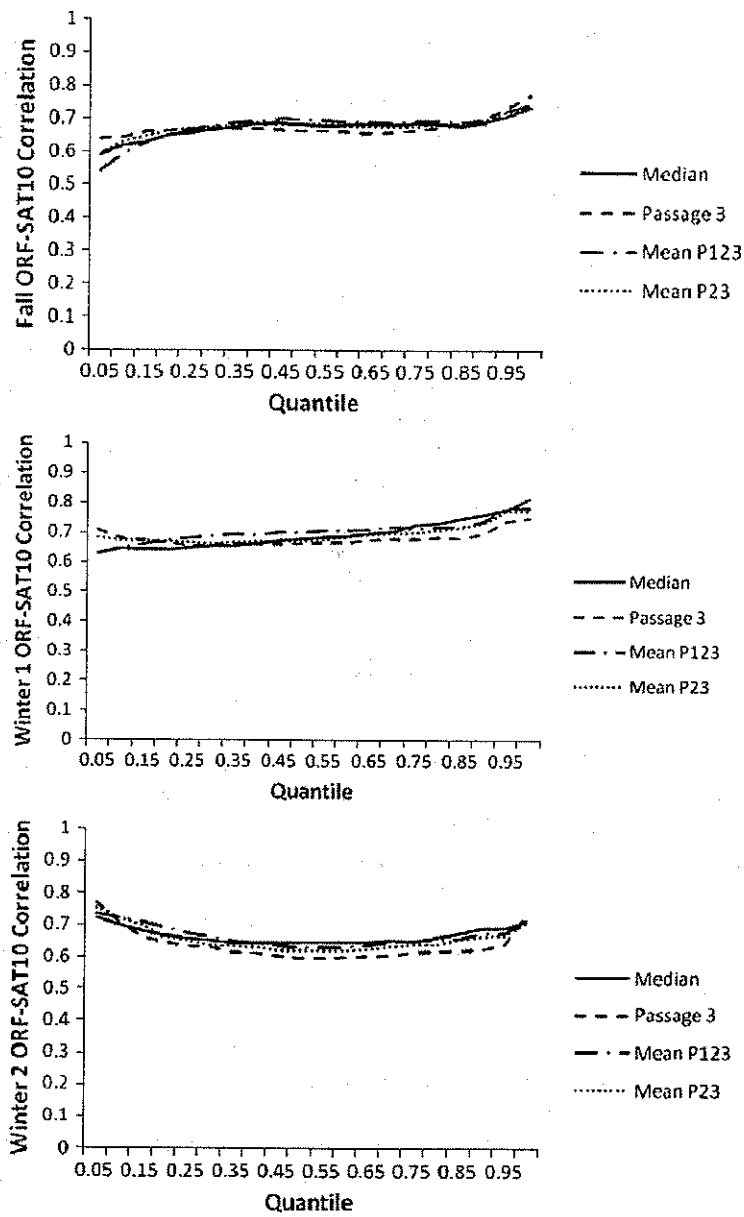 Fall ORF-SAT10 Correlation
1
0.9
0.8
0.7
0.6
0.5
0.4
0.3
0.2
0.1
0
0.05 0.15 0.25 0.35 0.45 0.55 0.65 0.75 0.85 0.95
Quantile
Median
Passage 3
Mean P123
Mean P23
Winter 1 ORF-SAT10 Correlation
1
0.9
0.8
0.7
0.6
0.5
0.4
0.3
0.2
0.1
0
0.05 0.15 0.25 0.35 0.45 0.55 0.65 0.75 0.85 0.95
Quantile
Median
Passage 3
Mean P123
Mean P23
Winter 2 ORF-SAT10 Correlation
1
0.9
0.8
0.7
0.6
0.5
0.4
0.3
0.2
0.1
0
0.05 0.15 0.25 0.35 0.45 0.55 0.65 0.75 0.85 0.95
Quantile
Median
Passage 3
Mean P123
Mean P23